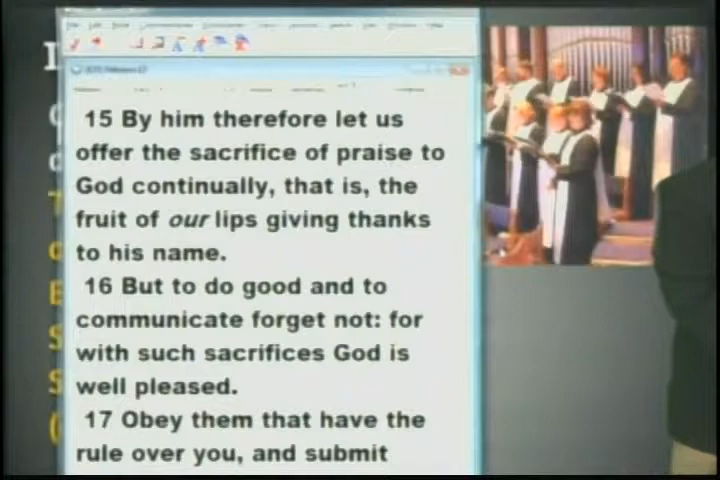 15 By him therefore let us
offer the sacrifice of praise to
God continually, that is, the
fruit of our lips giving thanks
to his name.
16 But to do good and to
communicate forget not: for
with such sacrifices God is
well pleased.
17 Obey them that have the
rule over you, and submit